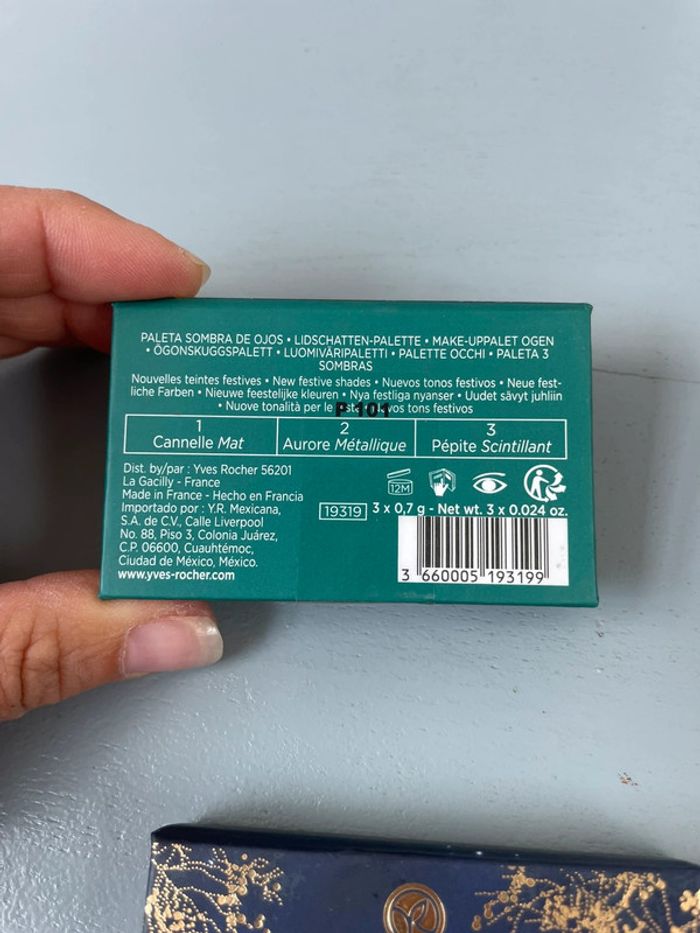 PALETA SOMBRA DE OJOS • LIDSCHATTEN-PALETTE • MAKE-UPPALET OGEN
• ÖGONSKUGGSPALETT • LUOMIVÄRIPALETTI • PALETTE OCCHI • PALETA 3
SOMBRAS
Nouvelles teintes festives • New festive shades • Nuevos tonos festivos • Neue fest-
liche Farben • Nieuwe feestelijke kleuren • Nya festliga nyanser • Uudet sävyt juhliin
• Nuove tonalità per le tons festivos
P 101
1
Cannelle Mat
2
Aurore Métallique
3
Pépite Scintillant
Dist. by/par : Yves Rocher 56201
La Gacilly - France
Made in France - Hecho en Francia
Importado por : Y.R. Mexicana,
S.A. de C.V., Calle Liverpool
No. 88, Piso 3, Colonia Juárez,
C.P. 06600, Cuauhtémoc,
Ciudad de México, México.
www.yves-rocher.com
12M
19319 3 x 0,7 g - Net wt. 3 x 0.024 oz.
3 660005 193199